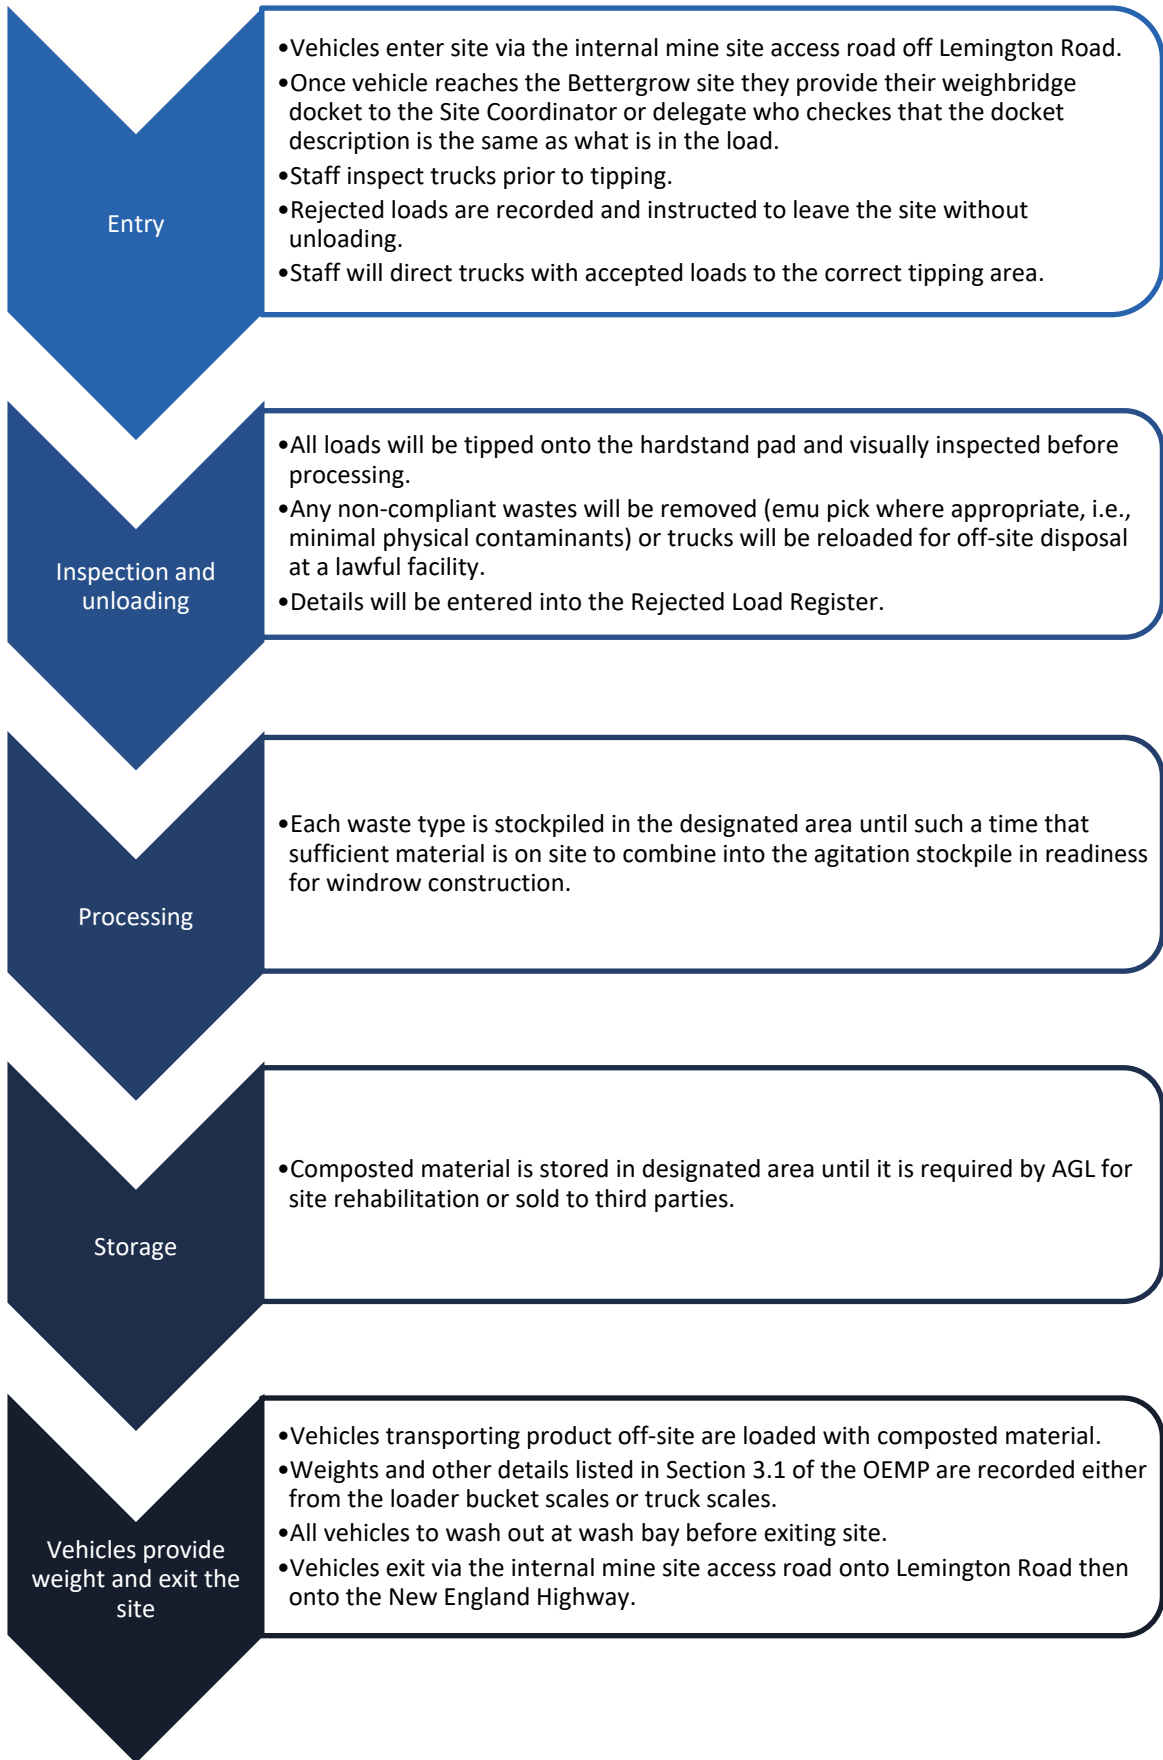 Entry
•Vehicles enter site via the internal mine site access road off Lemington Road.
•Once vehicle reaches the Bettergrow site they provide their weighbridge
docket to the Site Coordinator or delegate who checkes that the docket
description is the same as what is in the load.
•Staff inspect trucks prior to tipping.
•Rejected loads are recorded and instructed to leave the site without
unloading.
•Staff will direct trucks with accepted loads to the correct tipping area.
Inspection and
unloading
•All loads will be tipped onto the hardstand pad and visually inspected before
processing.
•Any non-compliant wastes will be removed (emu pick where appropriate, i.e.,
minimal physical contaminants) or trucks will be reloaded for off-site disposal
at a lawful facility.
•Details will be entered into the Rejected Load Register.
Processing
•Each waste type is stockpiled in the designated area until such a time that
sufficient material is on site to combine into the agitation stockpile in readiness
for windrow construction.
Storage
•Composted material is stored in designated area until it is required by AGL for
site rehabilitation or sold to third parties.
Vehicles provide
weight and exit the
site
•Vehicles transporting product off-site are loaded with composted material.
•Weights and other details listed in Section 3.1 of the OEMP are recorded either
from the loader bucket scales or truck scales.
•All vehicles to wash out at wash bay before exiting site.
•Vehicles exit via the internal mine site access road onto Lemington Road then
onto the New England Highway.